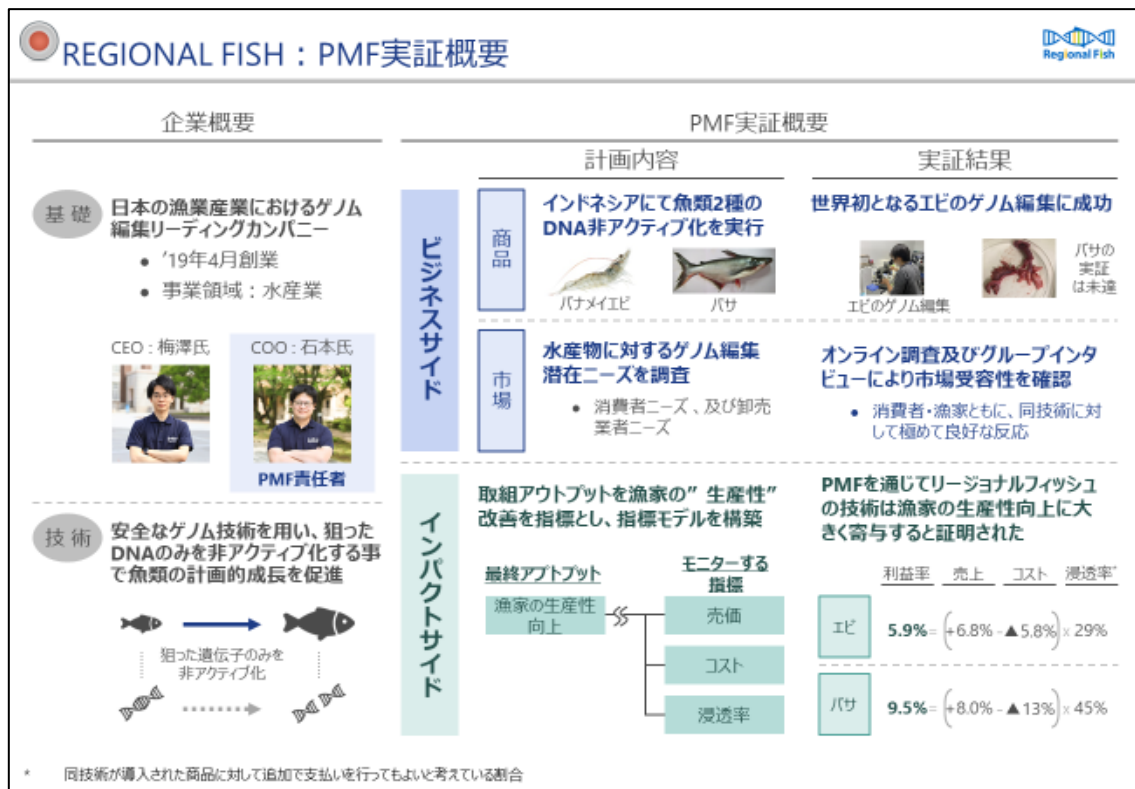 REGIONAL FISH：PMF実証概要
Regional Fish
企業概要
基礎
日本の漁業産業におけるゲノム
編集リーディングカンパニー
• '19年4月創業
• 事業領域：水産業
CEO : 梅澤氏
COO : 石本氏
PMF責任者
技術
安全なゲノム技術を用い、狙った
DNAのみを非アクティブ化する事
で魚類の計画的成長を促進
狙った遺伝子のみを
非アクティブ化
PMF実証概要
計画内容
実証結果
ビジネスサイド
商品
インドネシアにて魚類2種の
DNA非アクティブ化を実行
バナメイエビ
バサ
世界初となるエビのゲノム編集に成功
エビのゲノム編集
バサの
実証
は未達
市場
水産物に対するゲノム編集
潜在ニーズを調査
• 消費者ニーズ、及び卸売
業者ニーズ
オンライン調査及びグループインタ
ビューにより市場受容性を確認
• 消費者・漁家ともに、同技術に対
して極めて良好な反応
インパクトサイド
取組アウトプットを漁家の” 生産性”
改善を指標とし、指標モデルを構築
最終アプトプット
漁家の生産性
向上
モニターする
指標
売価
コスト
浸透率
PMFを通じてリージョナルフィッシュ
の技術は漁家の生産性向上に大
きく寄与すると証明された
利益率 売上 コスト 浸透率*
エビ 5.9% = (+6.8% - ▲5.8%) x 29%
バサ 9.5% = (+8.0% - ▲13%) x 45%
* 同技術が導入された商品に対して追加で支払いを行ってもよいと考えている割合